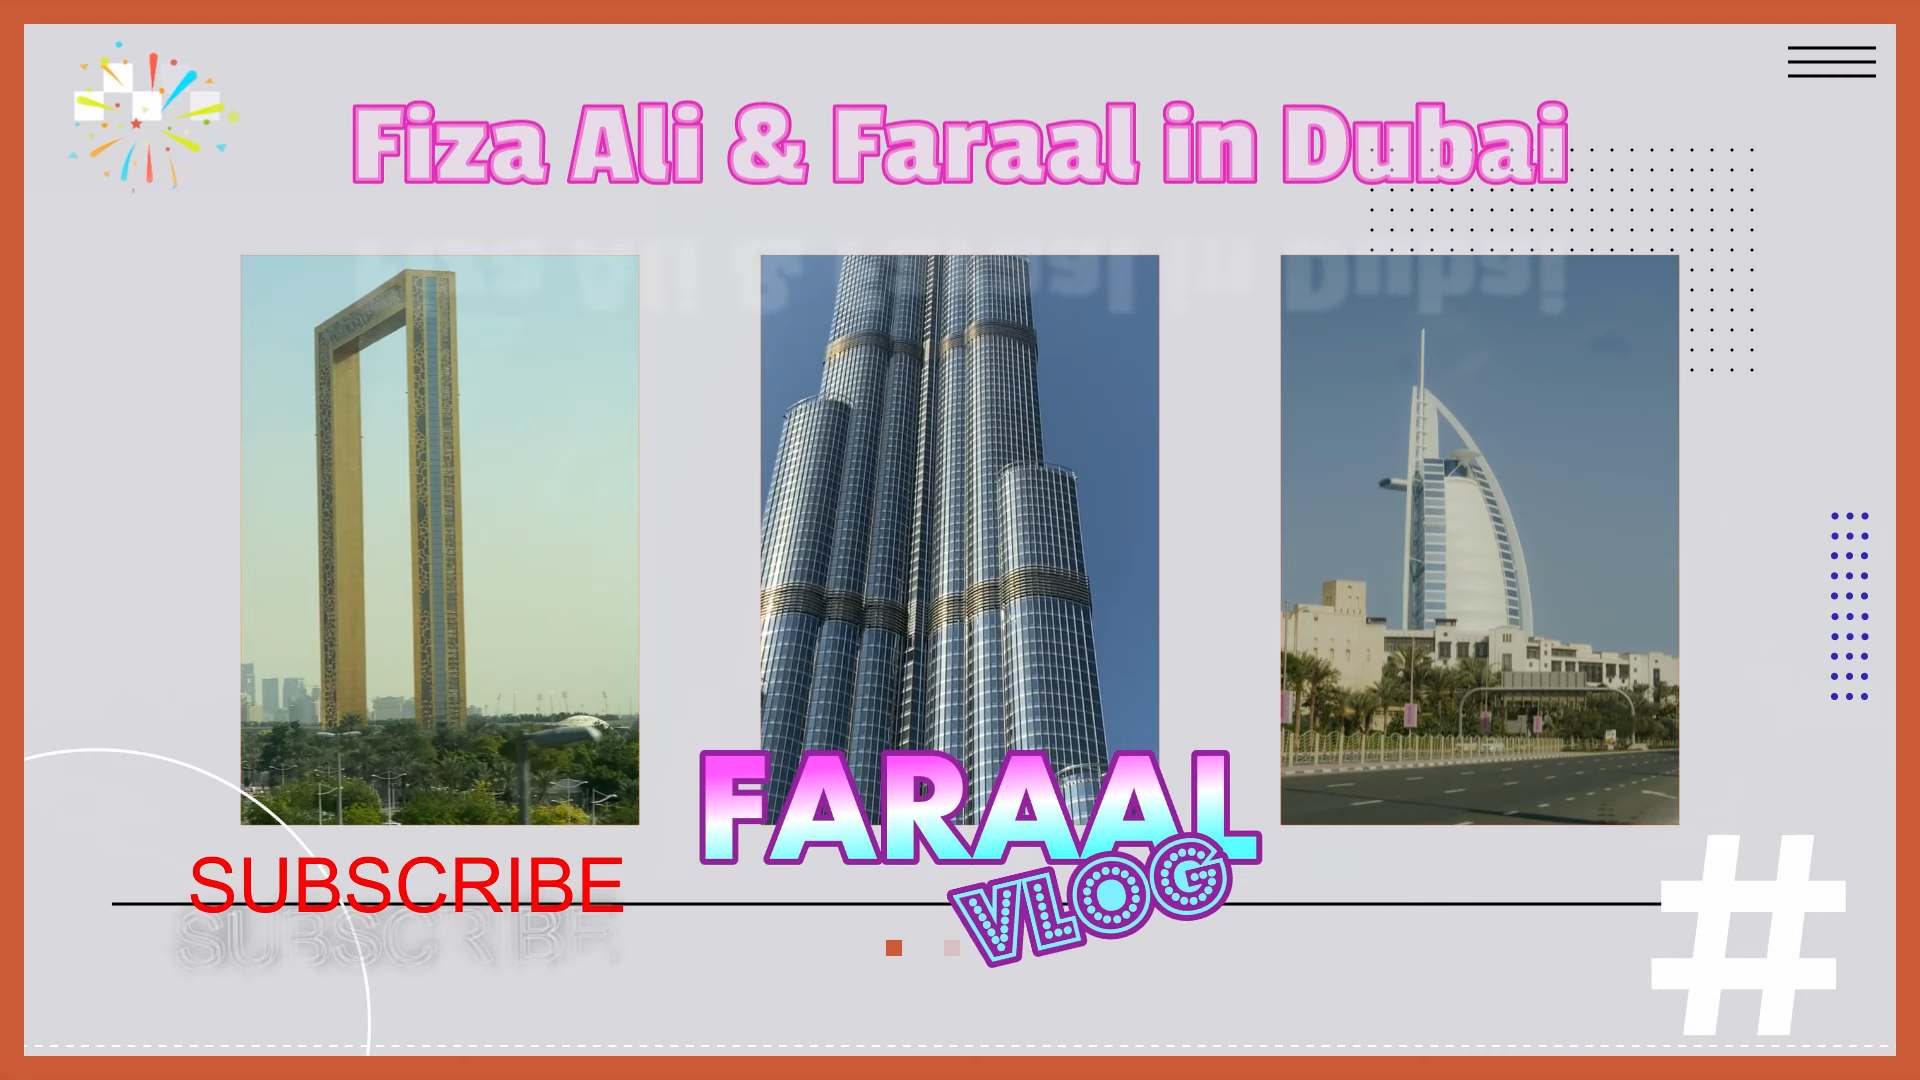 Fiza Ali & Faraal in Dubai
FARAAL
VLOG
SUBSCRIBE
#